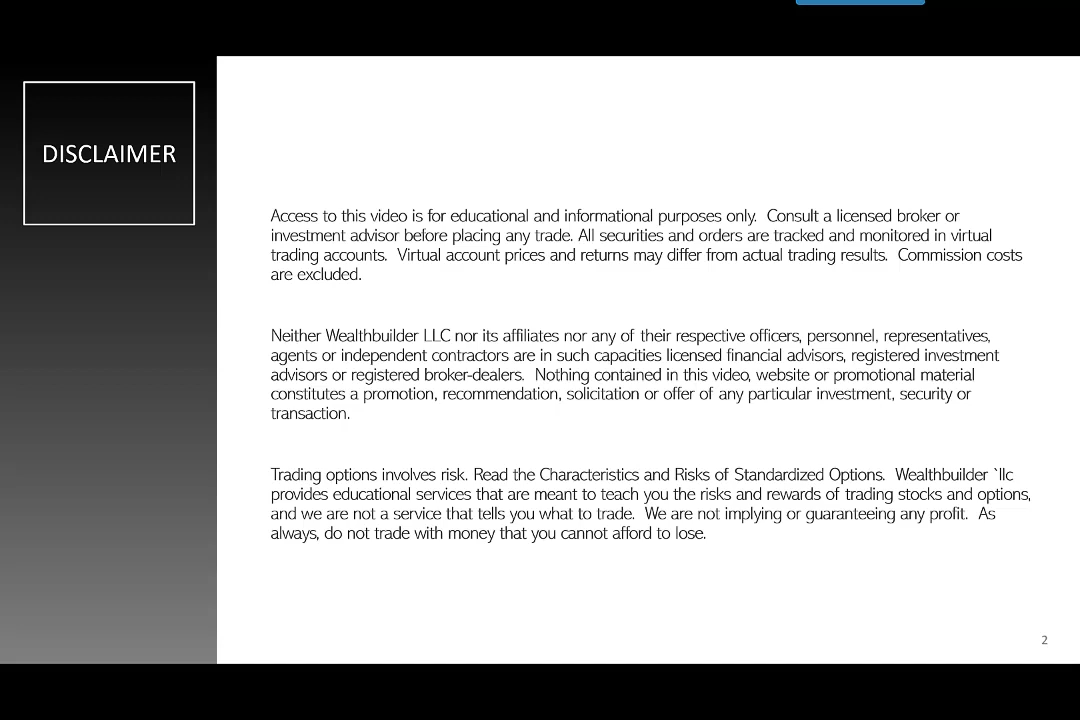 DISCLAIMER
Access to this video is for educational and informational purposes only.  Consult a licensed broker or
investment advisor before placing any trade. All securities and orders are tracked and monitored in virtual
trading accounts.  Virtual account prices and returns may differ from actual trading results.  Commission costs
are excluded.
Neither Wealthbuilder LLC nor its affiliates nor any of their respective officers, personnel, representatives,
agents or independent contractors are in such capacities licensed financial advisors, registered investment
advisors or registered broker-dealers.  Nothing contained in this video, website or promotional material
constitutes a promotion, recommendation, solicitation or offer of any particular investment, security or
transaction.
Trading options involves risk. Read the Characteristics and Risks of Standardized Options.  Wealthbuilder `llc
provides educational services that are meant to teach you the risks and rewards of trading stocks and options,
and we are not a service that tells you what to trade.  We are not implying or guaranteeing any profit.  As
always, do not trade with money that you cannot afford to lose.
2